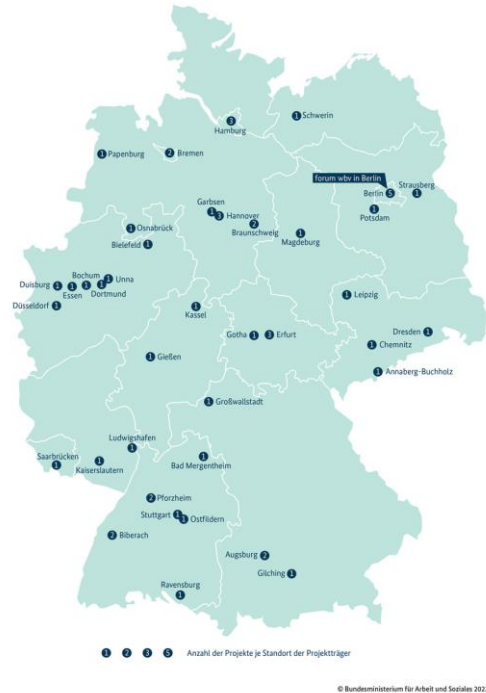 3
Hamburg
1 Schwerin
1 Papenburg
2 Bremen
forum wbv in Berlin
Berlin 5
Strausberg
1
1
Potsdam
Garbsen
1
3 Hannover
2
Braunschweig
1
Magdeburg
1 Osnabrück
Bielefeld 1
Duisburg 1
1
Essen
Bochum
1
1
Dortmund
1 Unna
Düsseldorf 1
1
Kassel
1 Leipzig
Gotha 1
3 Erfurt
Dresden 1
1 Chemnitz
1 Annaberg-Buchholz
1 Gießen
1 Großwallstadt
Ludwigshafen
1
Saarbrücken
1
1
Kaiserslautern
1
Bad Mergentheim
2 Pforzheim
Stuttgart 1
1 Ostfildern
2 Biberach
Augsburg 2
Gilching 1
Ravensburg
1
1 2 3 5 Anzahl der Projekte je Standort der Projektträger
© Bundesministerium für Arbeit und Soziales